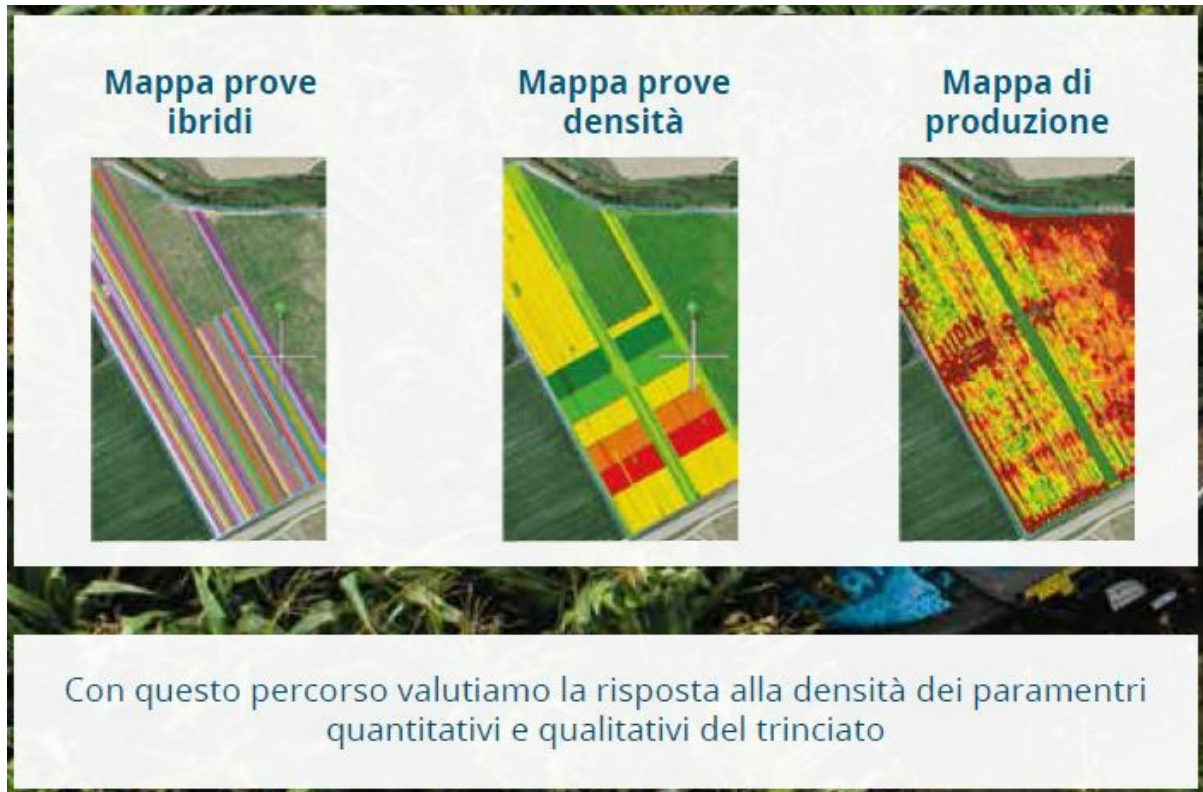 Mappa prove
ibridi
Mappa prove
densità
Mappa di
produzione
Con questo percorso valutiamo la risposta alla densità dei paramentri
quantitativi e qualitativi del trinciato